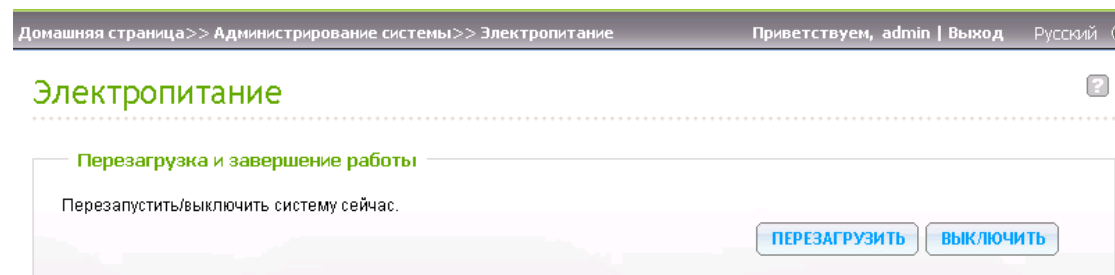 Домашняя страница>> Администрирование системы>> Электропитание Приветствуем, admin | Выход Русский
Электропитание
?
Перезагрузка и завершение работы
Перезапустить/выключить систему сейчас.
ПЕРЕЗАГРУЗИТЬ ВЫКЛЮЧИТЬ